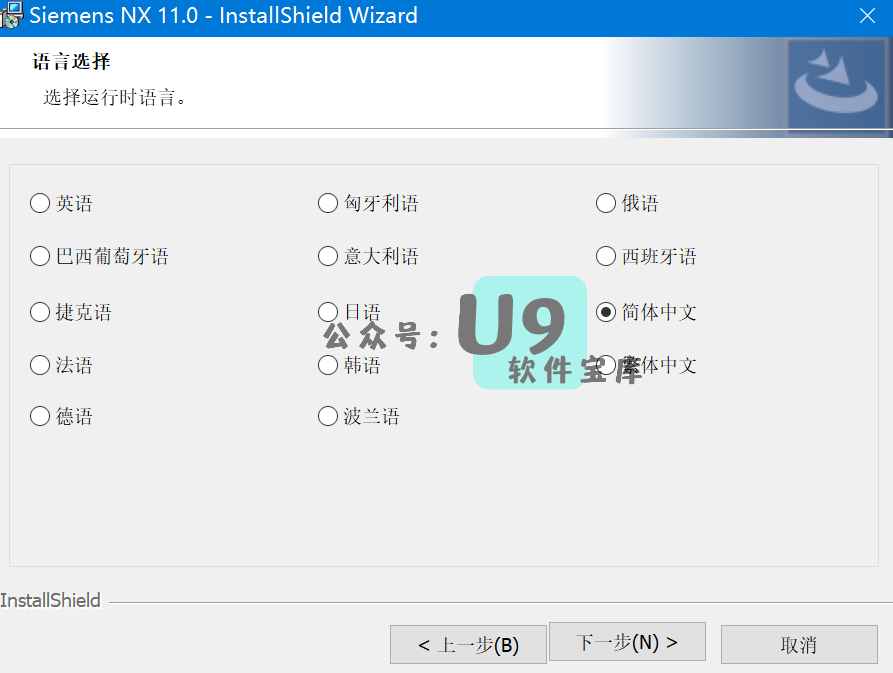 Siemens NX 11.0 - InstallShield Wizard
语言选择
选择运行时语言。
英语 匈牙利语 俄语
巴西葡萄牙语 意大利语 西班牙语
捷克语 日语 简体中文
公众号: U9
法语 韩语 繁体中文
软件宝库
德语 波兰语
InstallShield
< 上一步(B) 下一步(N) > 取消